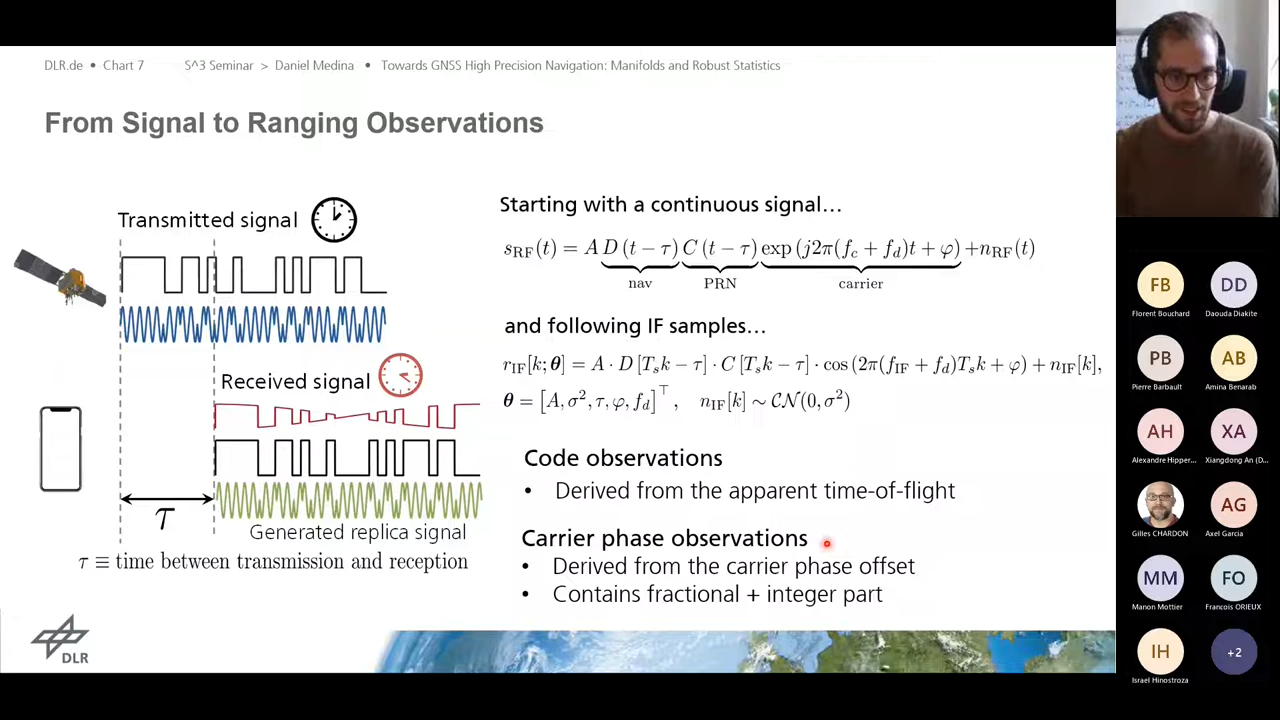 DLR.de • Chart 7 S^3 Seminar > Daniel Medina • Towards GNSS High Precision Navigation: Manifolds and Robust Statistics
From Signal to Ranging Observations
Transmitted signal
Received signal
τ
Generated replica signal
τ ≡ time between transmission and reception
Starting with a continuous signal…
s_RF(t) = A D (t − τ) C (t − τ) exp (j2π(f_c + f_d)t + φ) + n_RF(t)
nav PRN carrier
and following IF samples…
r_IF[k; θ] = A · D [T_s k − τ] · C [T_s k − τ] · cos (2π(f_IF + f_d)T_s k + φ) + n_IF[k],
θ = [A, σ², τ, φ, f_d]^⊤ , n_IF[k] ∼ 𝒞𝒩(0, σ²)
Code observations
• Derived from the apparent time-of-flight
Carrier phase observations
• Derived from the carrier phase offset
• Contains fractional + integer part
DLR
FB DD
Florent Bouchard Daouda Diakite
PB AB
Pierre Barbault Amina Benarab
AH XA
Alexandre Hipper... Xiangdong An (D...
AG
Gilles CHARDON Axel Garcia
MM FO
Manon Mottier Francois ORIEUX
IH +2
Israel Hinostroza